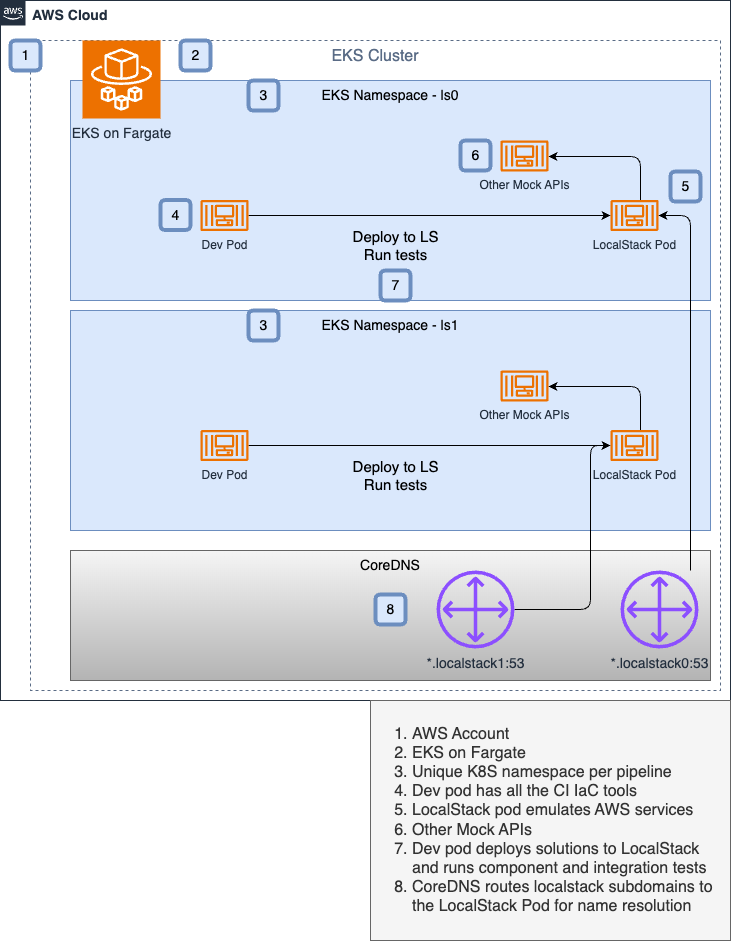 aws
AWS Cloud
1
2
EKS Cluster
EKS on Fargate
3
EKS Namespace - ls0
6
Other Mock APIs
5
4
Dev Pod
Deploy to LS
Run tests
LocalStack Pod
7
3
EKS Namespace - ls1
Other Mock APIs
Dev Pod
Deploy to LS
Run tests
LocalStack Pod
CoreDNS
8
*.localstack1:53
*.localstack0:53
1. AWS Account
2. EKS on Fargate
3. Unique K8S namespace per pipeline
4. Dev pod has all the CI IaC tools
5. LocalStack pod emulates AWS services
6. Other Mock APIs
7. Dev pod deploys solutions to LocalStack
and runs component and integration tests
8. CoreDNS routes localstack subdomains to
the LocalStack Pod for name resolution